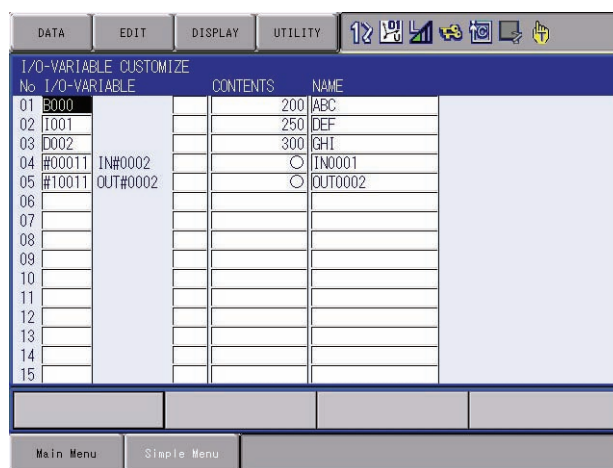 DATA EDIT DISPLAY UTILITY
I/O-VARIABLE CUSTOMIZE
No I/O-VARIABLE CONTENTS NAME
01 B000 200 ABC
02 I001 250 DEF
03 D002 300 GHI
04 #00011 IN#0002 ○ IN0001
05 #10011 OUT#0002 ○ OUT0002
06
07
08
09
10
11
12
13
14
15
Main Menu Simple Menu